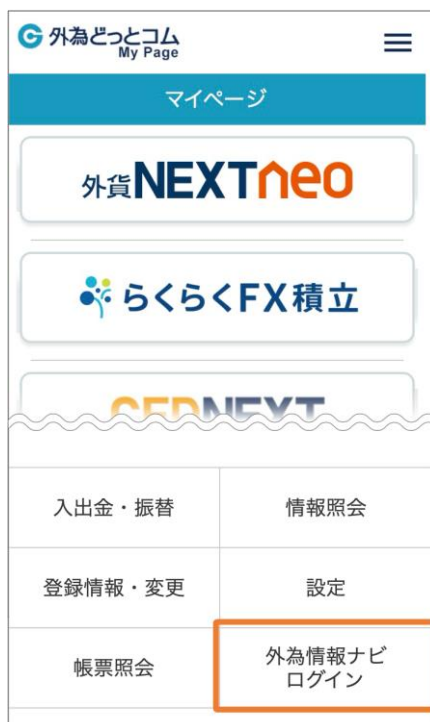 外為どっとコム
My Page
マイページ
外貨NEXTneo
らくらくFX積立
CFDNEXT
入出金・振替
情報照会
登録情報・変更
設定
帳票照会
外為情報ナビ
ログイン